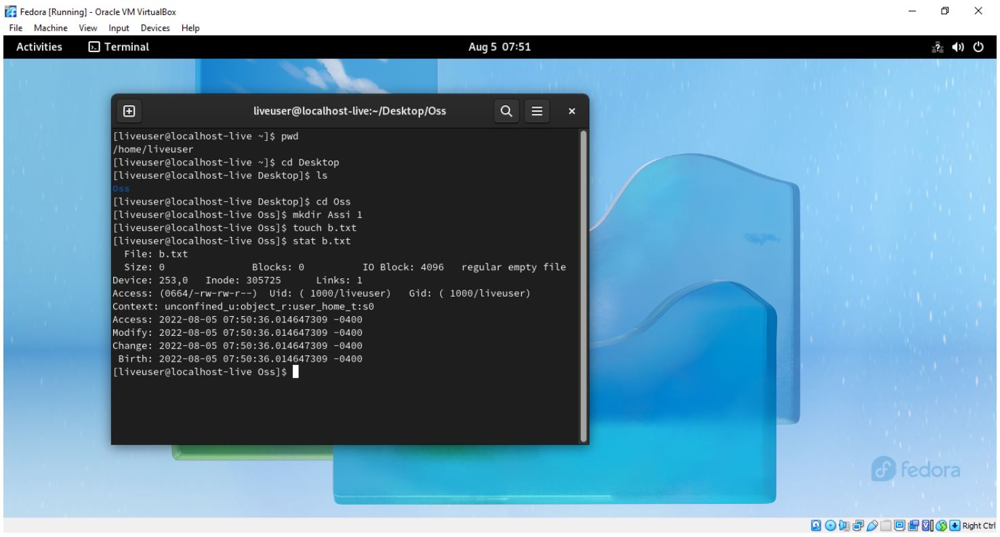 Fedora [Running] - Oracle VM VirtualBox
File Machine View Input Devices Help
Activities Terminal Aug 5 07:51
liveuser@localhost-live:~/Desktop/Oss
[liveuser@localhost-live ~]$ pwd
/home/liveuser
[liveuser@localhost-live ~]$ cd Desktop
[liveuser@localhost-live Desktop]$ ls
Oss
[liveuser@localhost-live Desktop]$ cd Oss
[liveuser@localhost-live Oss]$ mkdir Assi 1
[liveuser@localhost-live Oss]$ touch b.txt
[liveuser@localhost-live Oss]$ stat b.txt
  File: b.txt
  Size: 0               Blocks: 0          IO Block: 4096   regular empty file
Device: 253,0   Inode: 305725      Links: 1
Access: (0664/-rw-rw-r--)  Uid: ( 1000/liveuser)   Gid: ( 1000/liveuser)
Context: unconfined_u:object_r:user_home_t:s0
Access: 2022-08-05 07:50:36.014647309 -0400
Modify: 2022-08-05 07:50:36.014647309 -0400
Change: 2022-08-05 07:50:36.014647309 -0400
 Birth: 2022-08-05 07:50:36.014647309 -0400
[liveuser@localhost-live Oss]$
fedora
Right Ctrl